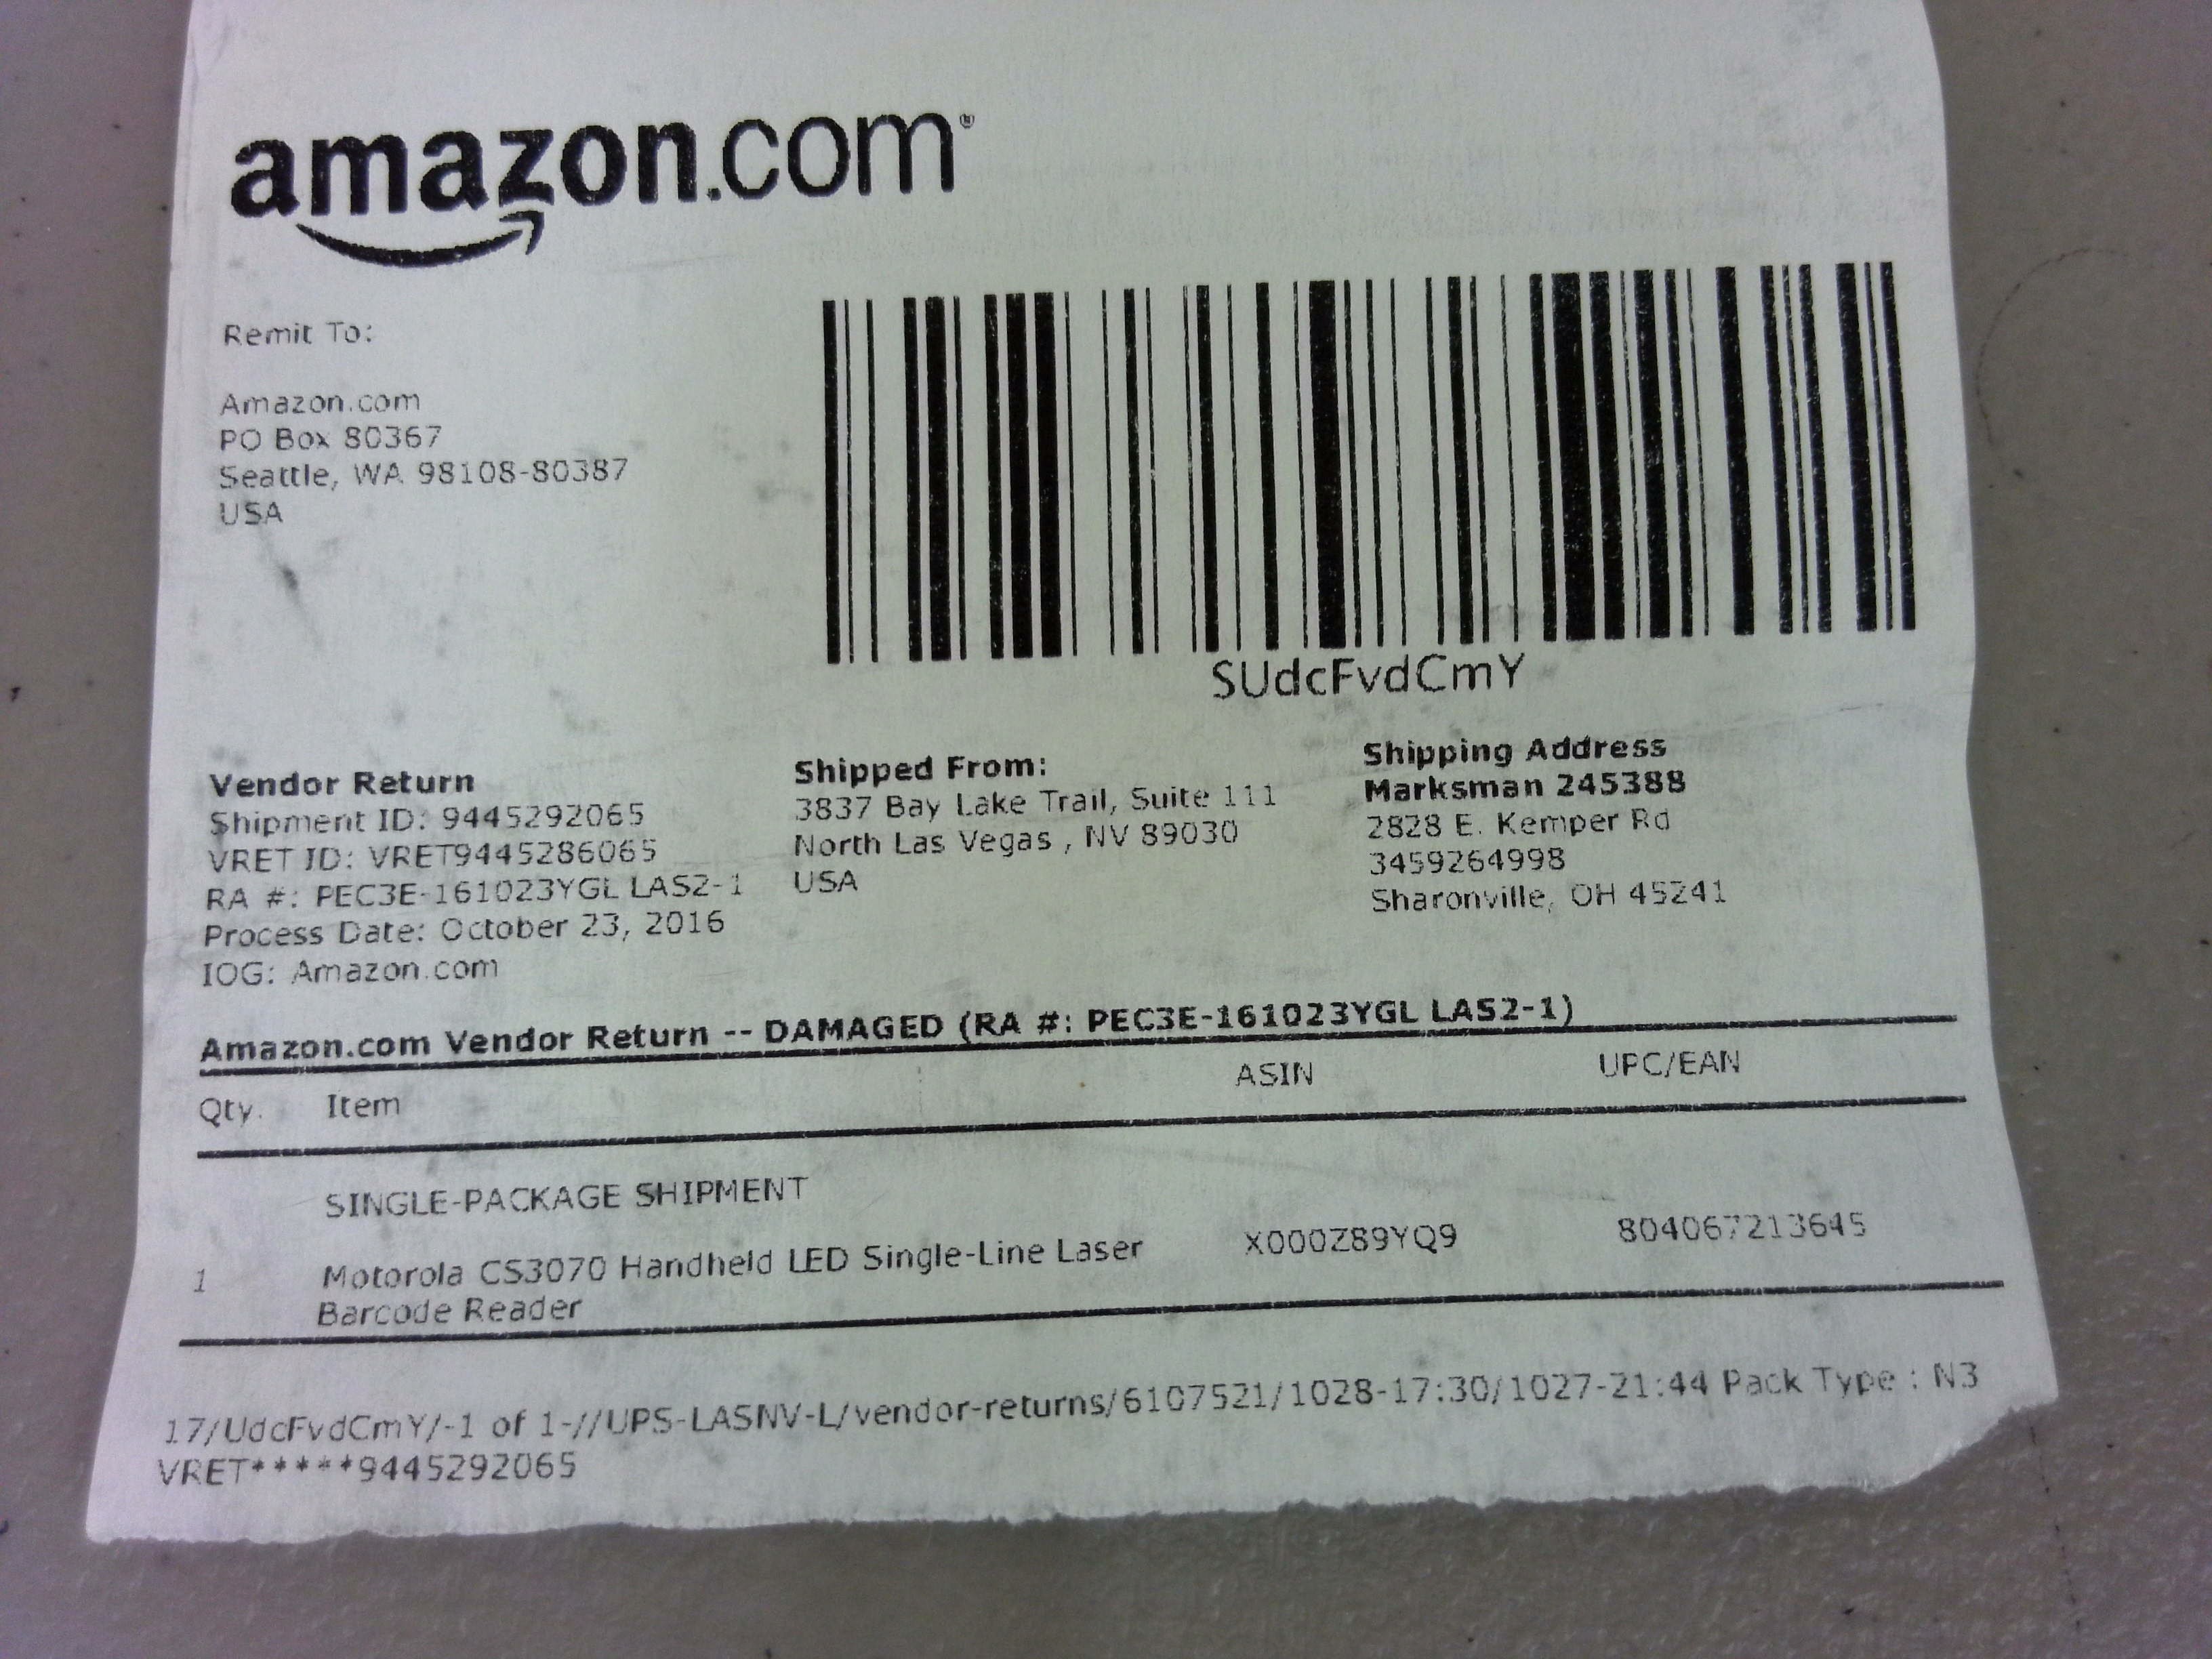 amazon.com®
Remit To:
Amazon.com
PO Box 80367
Seattle, WA 98108-80387
USA
SUdcFvdCmY
Vendor Return
Shipment ID: 9445292065
VRET ID: VRET9445286065
RA #: PEC3E-161023YGL LAS2-1
Process Date: October 23, 2016
IOG: Amazon.com
Shipped From:
3837 Bay Lake Trail, Suite 111
North Las Vegas , NV 89030
USA
Shipping Address
Marksman 245388
2828 E. Kemper Rd
3459264998
Sharonville, OH 45241
Amazon.com Vendor Return -- DAMAGED (RA #: PEC3E-161023YGL LAS2-1)
Qty. Item ASIN UPC/EAN
SINGLE-PACKAGE SHIPMENT
1 Motorola CS3070 Handheld LED Single-Line Laser X000Z89YQ9 804067213645
Barcode Reader
17/UdcFvdCmY/-1 of 1-//UPS-LASNV-L/vendor-returns/6107521/1028-17:30/1027-21:44 Pack Type : N3
VRET*****9445292065